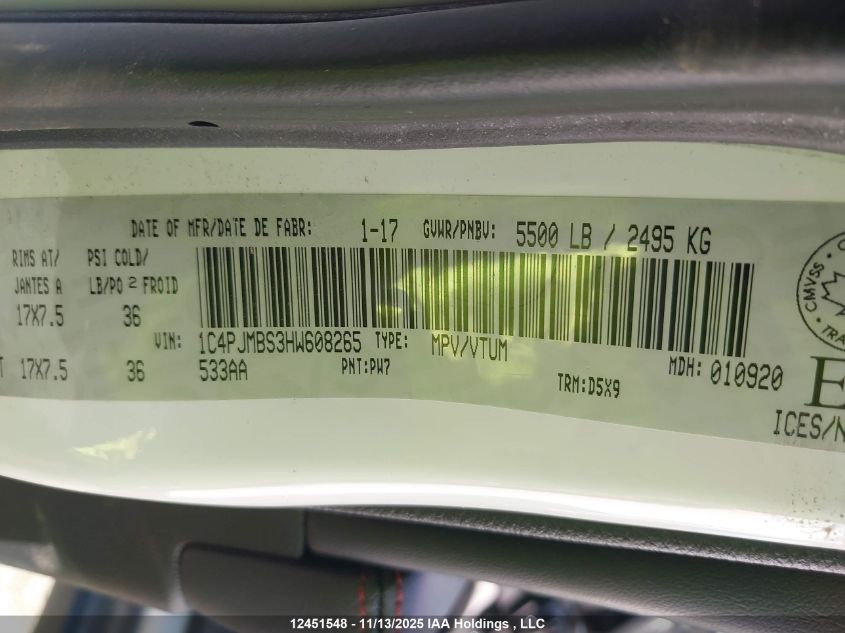 DATE OF MFR/DATE DE FABR: 1-17 GVWR/PNBV: 5500 LB / 2495 KG
RIMS AT/ PSI COLD/
JANTES A LB/PO 2 FROID
17X7.5 36
VIN: 1C4PJMBS3HW608265 TYPE: MPV/VTUM MDH: 010920
T 17X7.5 36 533AA PNT:PW7 TRM:D5X9
CMVSS
TRA
E
ICES/N
12451548 - 11/13/2025 IAA Holdings , LLC